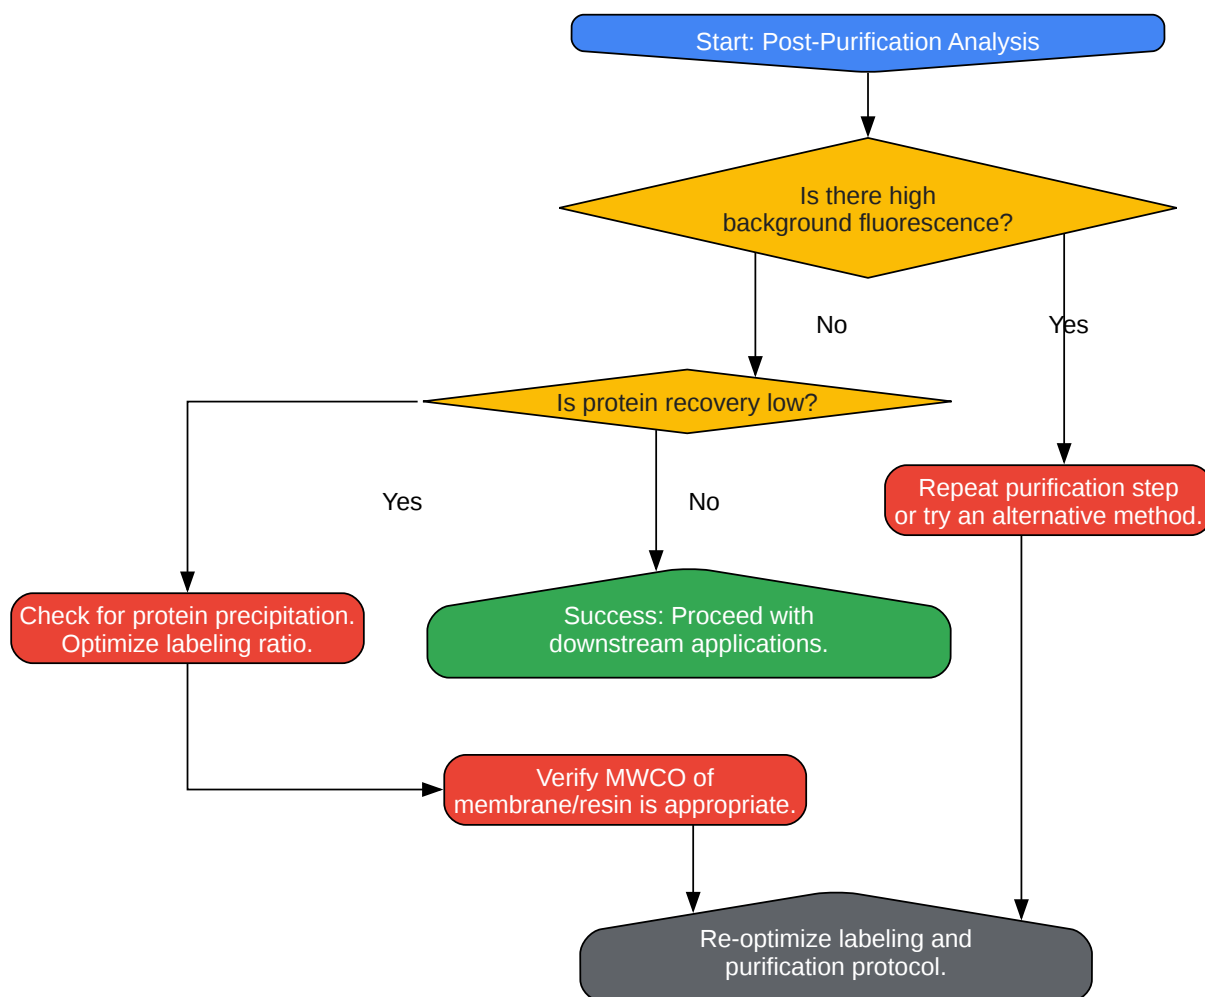 Start: Post-Purification Analysis
Is there high
background fluorescence?
No
Yes
Is protein recovery low?
Yes
No
Repeat purification step
or try an alternative method.
Check for protein precipitation.
Optimize labeling ratio.
Success: Proceed with
downstream applications.
Verify MWCO of
membrane/resin is appropriate.
Re-optimize labeling and
purification protocol.